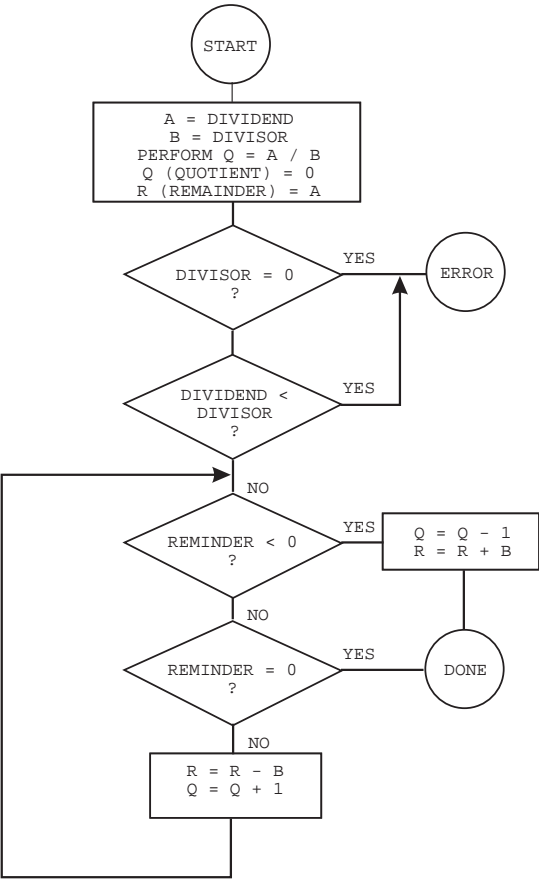 START
A = DIVIDEND
B = DIVISOR
PERFORM Q = A / B
Q (QUOTIENT) = 0
R (REMAINDER) = A
DIVISOR = 0
?
YES
ERROR
DIVIDEND <
DIVISOR
?
YES
NO
REMINDER < 0
?
YES
Q = Q - 1
R = R + B
NO
REMINDER = 0
?
YES
DONE
NO
R = R - B
Q = Q + 1